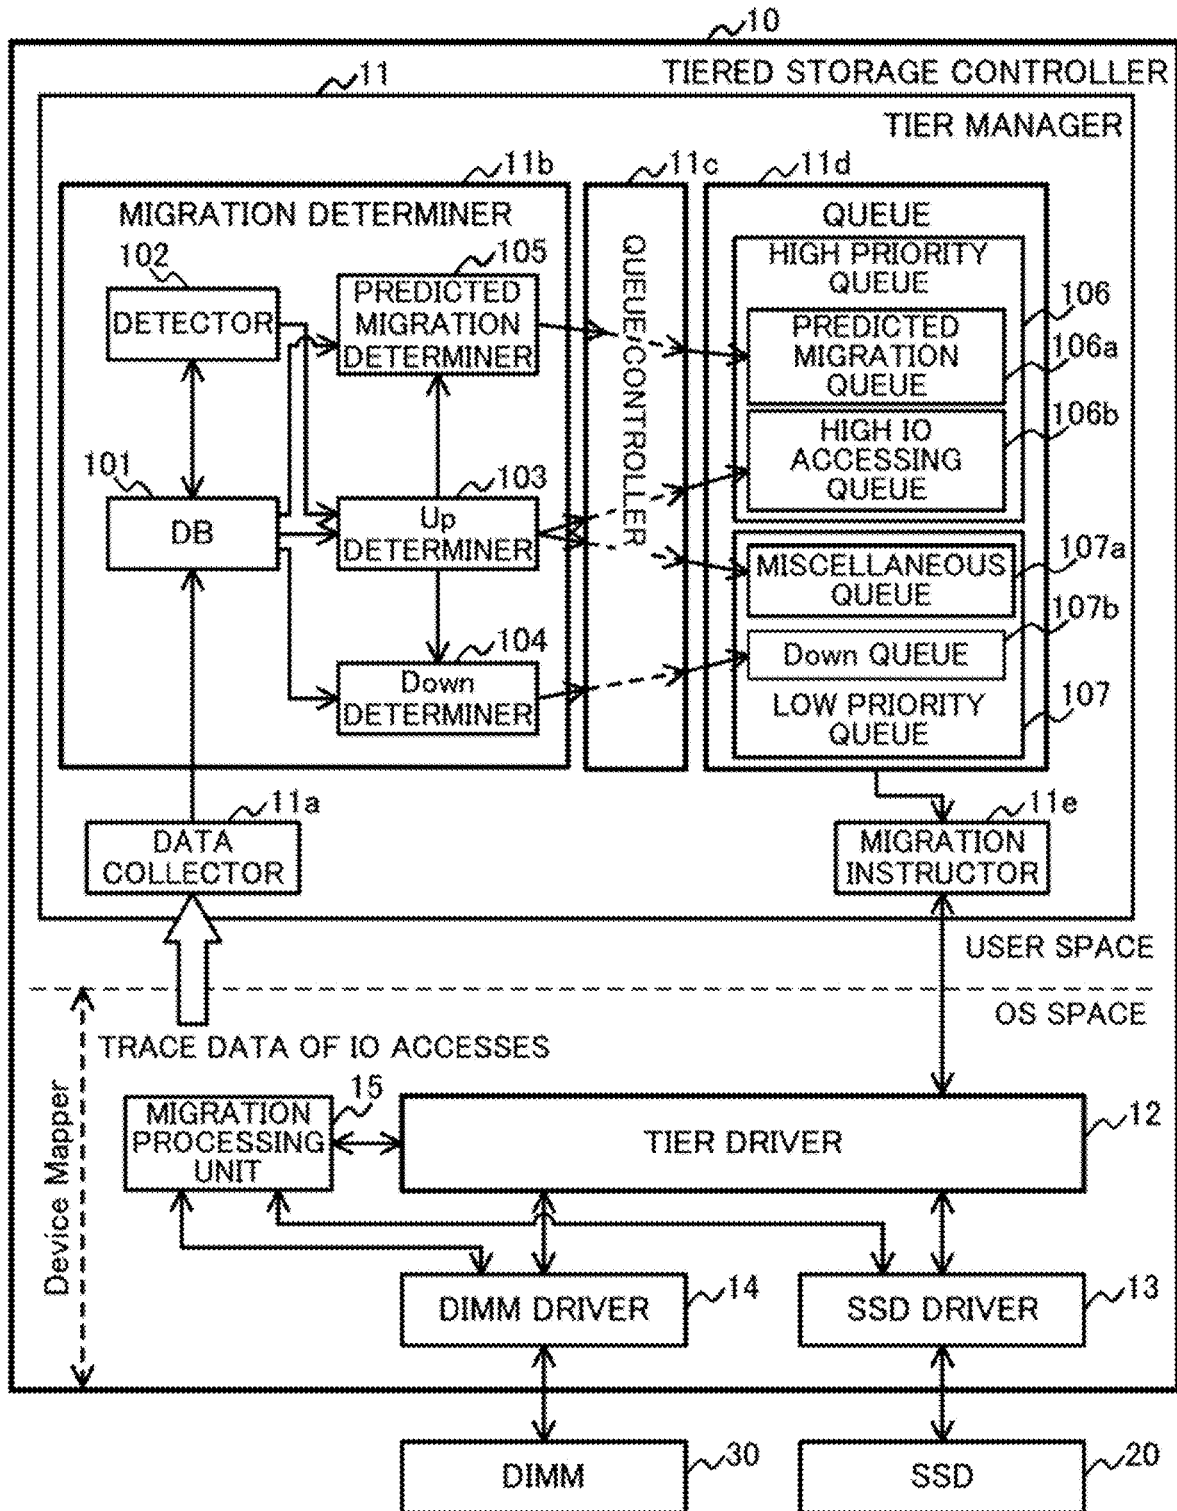 10
TIERED STORAGE CONTROLLER
11
TIER MANAGER
11b
MIGRATION DETERMINER
102
DETECTOR
105
PREDICTED
MIGRATION
DETERMINER
101
DB
103
Up
DETERMINER
104
Down
DETERMINER
11c
QUEUE CONTROLLER
11d
QUEUE
HIGH PRIORITY
QUEUE
106
PREDICTED
MIGRATION
QUEUE
106a
HIGH IO
ACCESSING
QUEUE
106b
MISCELLANEOUS
QUEUE
107a
Down QUEUE
107b
LOW PRIORITY
QUEUE
107
11a
DATA
COLLECTOR
11e
MIGRATION
INSTRUCTOR
USER SPACE
OS SPACE
TRACE DATA OF IO ACCESSES
Device Mapper
15
MIGRATION
PROCESSING
UNIT
TIER DRIVER
12
DIMM DRIVER
14
SSD DRIVER
13
DIMM
30
SSD
20